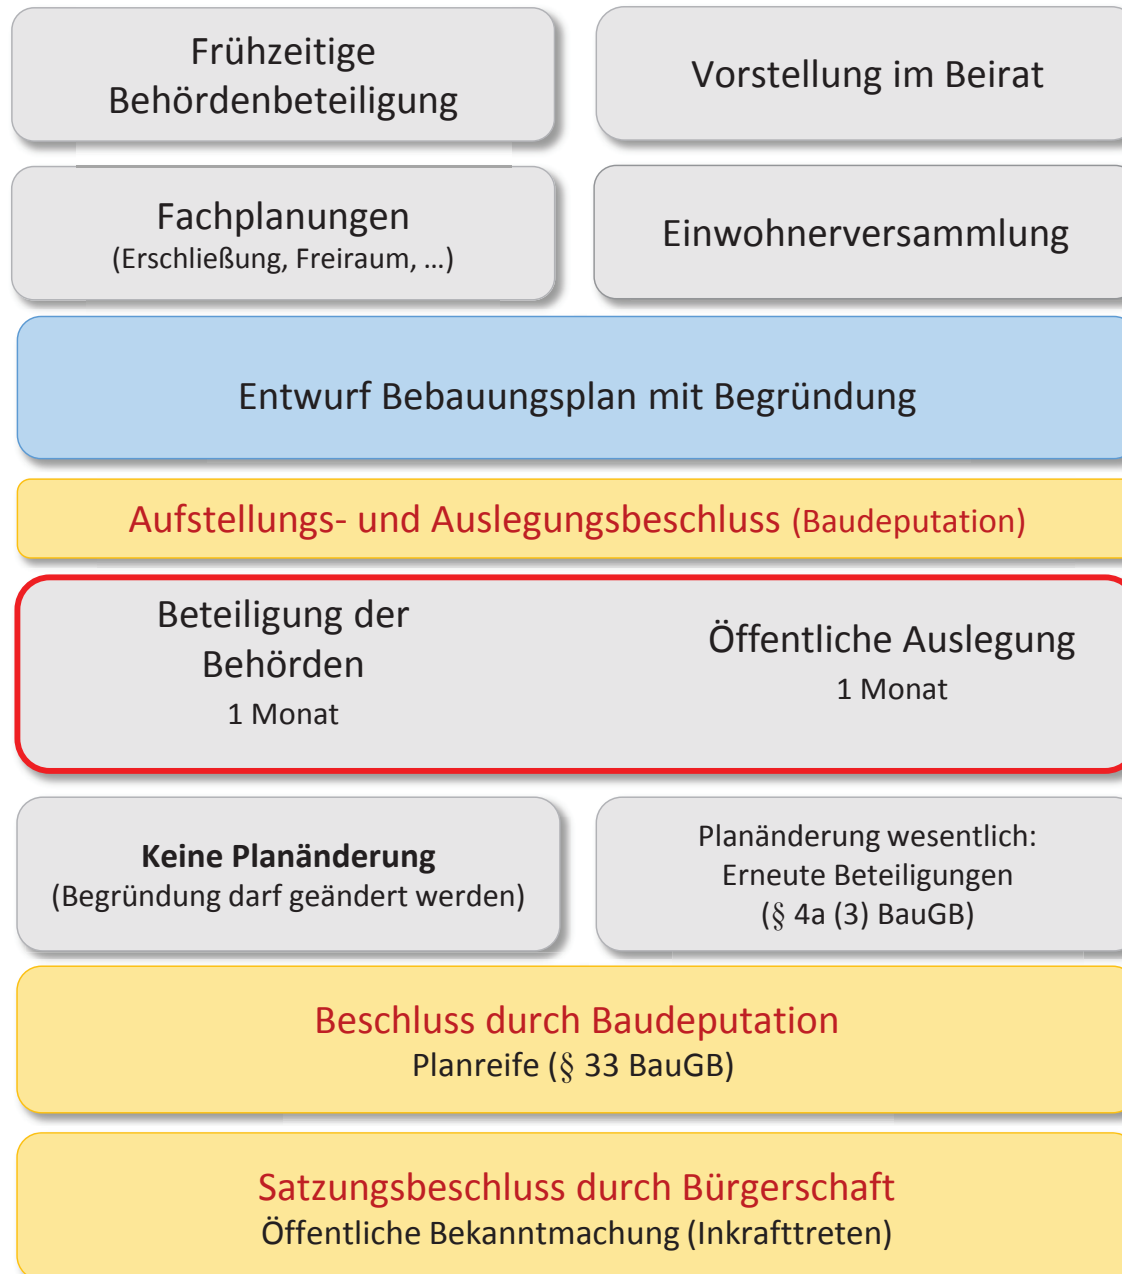 Frühzeitige
Behördenbeteiligung
Vorstellung im Beirat
Fachplanungen
(Erschließung, Freiraum, ...)
Einwohnerversammlung
Entwurf Bebauungsplan mit Begründung
Aufstellungs- und Auslegungsbeschluss (Baudeputation)
Beteiligung der
Behörden
1 Monat
Öffentliche Auslegung
1 Monat
Keine Planänderung
(Begründung darf geändert werden)
Planänderung wesentlich:
Erneute Beteiligungen
(§ 4a (3) BauGB)
Beschluss durch Baudeputation
Planreife (§ 33 BauGB)
Satzungsbeschluss durch Bürgerschaft
Öffentliche Bekanntmachung (Inkrafttreten)